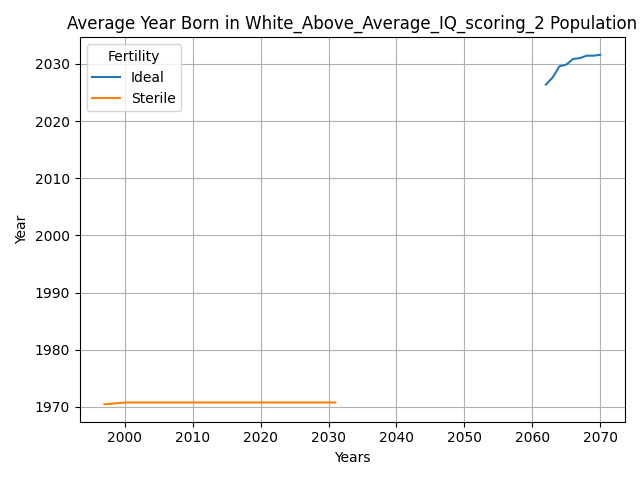 Average Year Born in White_Above_Average_IQ_scoring_2 Population
Fertility
Ideal
Sterile
2030
2020
2010
2000
1990
1980
1970
Year
2000 2010 2020 2030 2040 2050 2060 2070
Years